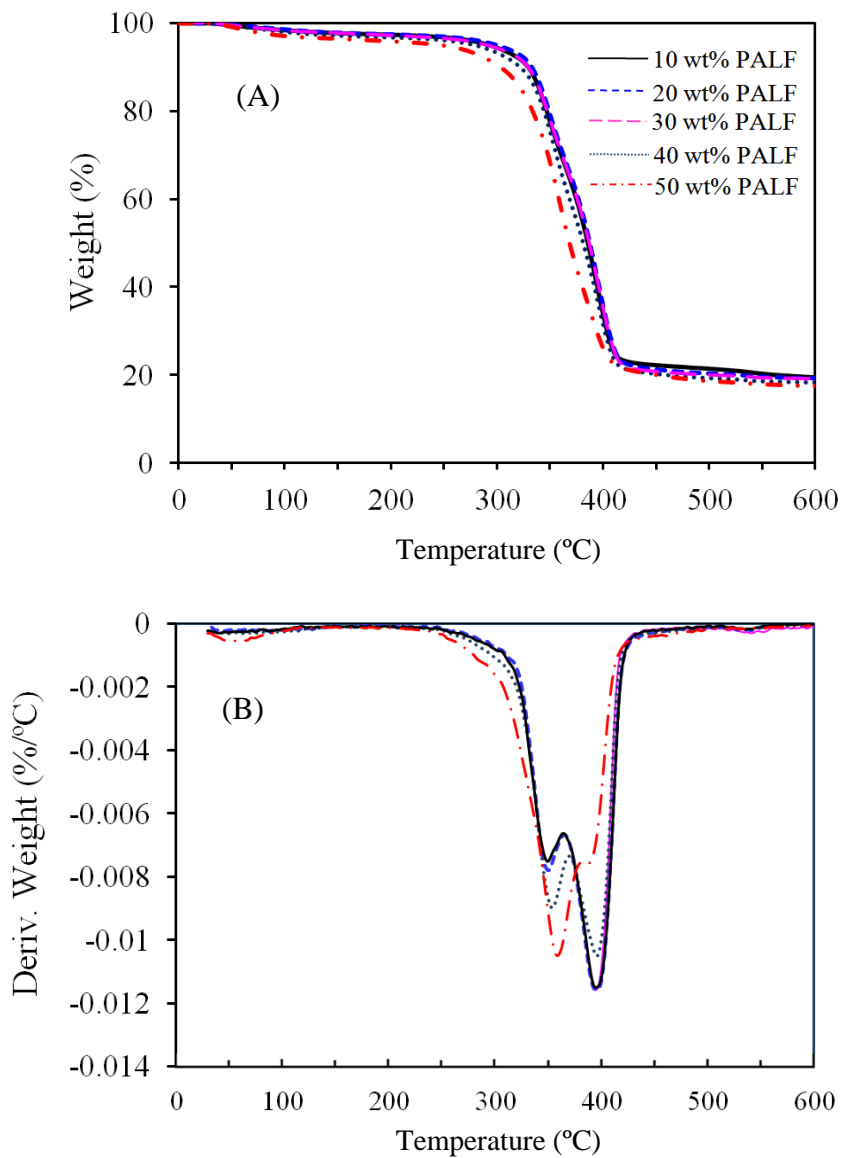 100
80
60
40
20
0
Weight (%)
(A)
10 wt% PALF
20 wt% PALF
30 wt% PALF
40 wt% PALF
50 wt% PALF
0 100 200 300 400 500 600
Temperature (ºC)
0
-0.002
-0.004
-0.006
-0.008
-0.01
-0.012
-0.014
Deriv. Weight (%/ºC)
(B)
0 100 200 300 400 500 600
Temperature (ºC)